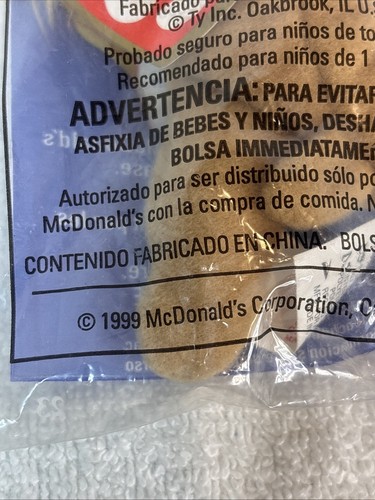 Fabricado pa
© Ty Inc. Oakbrook, IL U.S
Probado seguro para niños de to
Recomendado para niños de 1
ADVERTENCIA: PARA EVITAR
ASFIXIA DE BEBES Y NIÑOS, DESHA
BOLSA IMMEDIATAME
Autorizado para ser distribuido sólo po
McDonald's con la compra de comida. N
CONTENIDO FABRICADO EN CHINA. BOLS
© 1999 McDonald's Corporation, O